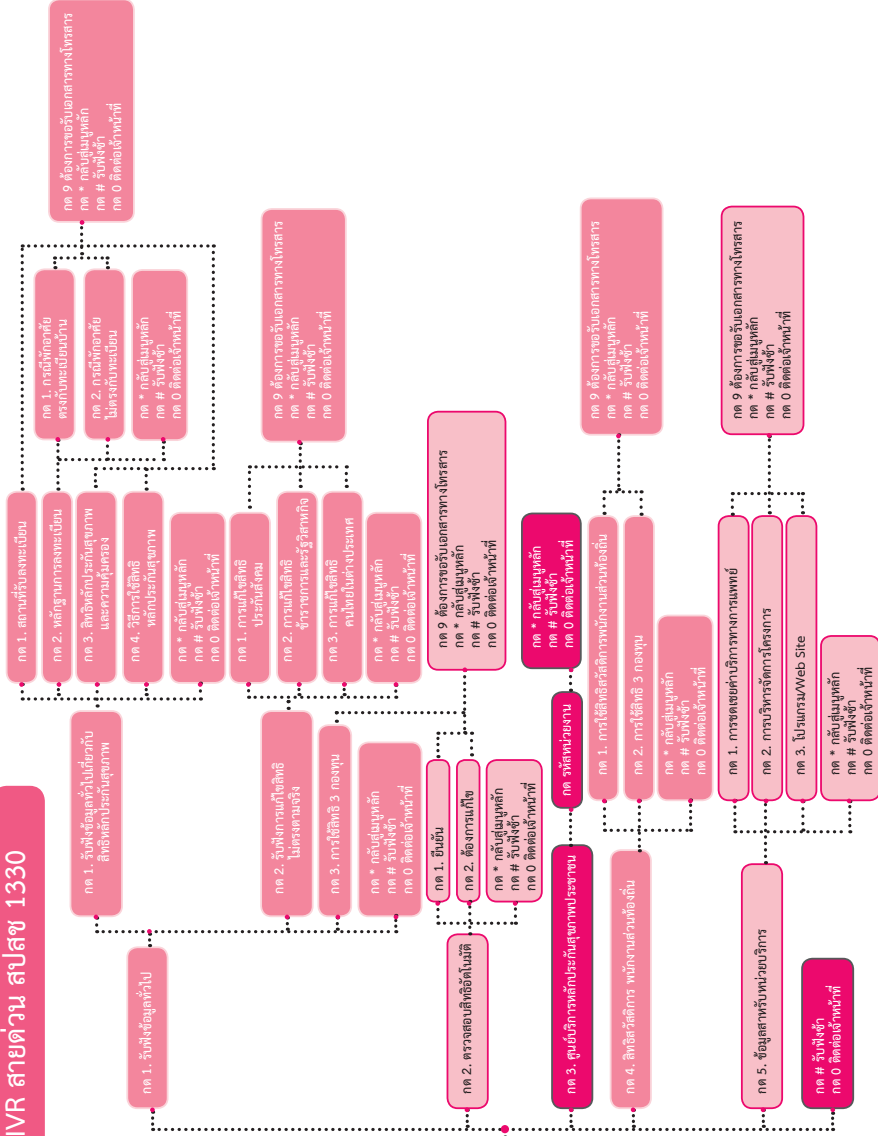 IVR สายด่วน สปสช 1330
กด 1. รับฟังข้อมูลทั่วไป
กด 1. รับฟังข้อมูลทั่วไปเกี่ยวกับ
สิทธิหลักประกันสุขภาพ
กด 1. สถานที่รับลงทะเบียน
กด 2. หลักฐานการลงทะเบียน
กด 1. กรณีพักอาศัย
ตรงกับทะเบียนบ้าน
กด 2. กรณีพักอาศัย
ไม่ตรงกับทะเบียน
กด * กลับสู่เมนูหลัก
กด # รับฟังซ้ำ
กด 0 ติดต่อเจ้าหน้าที่
กด 3. สิทธิหลักประกันสุขภาพ
และความคุ้มครอง
กด 4. วิธีการใช้สิทธิ
หลักประกันสุขภาพ
กด * กลับสู่เมนูหลัก
กด # รับฟังซ้ำ
กด 0 ติดต่อเจ้าหน้าที่
กด 9 ต้องการขอรับเอกสารทางโทรสาร
กด * กลับสู่เมนูหลัก
กด # รับฟังซ้ำ
กด 0 ติดต่อเจ้าหน้าที่
กด 2. รับฟังการแก้ไขสิทธิ
ไม่ตรงตามจริง
กด 1. การแก้ไขสิทธิ
ประกันสังคม
กด 2. การแก้ไขสิทธิ
ข้าราชการและรัฐวิสาหกิจ
กด 3. การแก้ไขสิทธิ
คนไทยในต่างประเทศ
กด * กลับสู่เมนูหลัก
กด # รับฟังซ้ำ
กด 0 ติดต่อเจ้าหน้าที่
กด 9 ต้องการขอรับเอกสารทางโทรสาร
กด * กลับสู่เมนูหลัก
กด # รับฟังซ้ำ
กด 0 ติดต่อเจ้าหน้าที่
กด 3. การใช้สิทธิ 3 กองทุน
กด * กลับสู่เมนูหลัก
กด # รับฟังซ้ำ
กด 0 ติดต่อเจ้าหน้าที่
กด 2. ตรวจสอบสิทธิอัตโนมัติ
กด 1. ยืนยัน
กด 2. ต้องการแก้ไข
กด * กลับสู่เมนูหลัก
กด # รับฟังซ้ำ
กด 0 ติดต่อเจ้าหน้าที่
กด 9 ต้องการขอรับเอกสารทางโทรสาร
กด * กลับสู่เมนูหลัก
กด # รับฟังซ้ำ
กด 0 ติดต่อเจ้าหน้าที่
กด 3. ศูนย์บริการหลักประกันสุขภาพประชาชน
กด รหัสหน่วยงาน
กด * กลับสู่เมนูหลัก
กด # รับฟังซ้ำ
กด 0 ติดต่อเจ้าหน้าที่
กด 4. สิทธิสวัสดิการ พนักงานส่วนท้องถิ่น
กด 1. การใช้สิทธิสวัสดิการพนักงานส่วนท้องถิ่น
กด 2. การใช้สิทธิ 3 กองทุน
กด * กลับสู่เมนูหลัก
กด # รับฟังซ้ำ
กด 0 ติดต่อเจ้าหน้าที่
กด 9 ต้องการขอรับเอกสารทางโทรสาร
กด * กลับสู่เมนูหลัก
กด # รับฟังซ้ำ
กด 0 ติดต่อเจ้าหน้าที่
กด 5. ข้อมูลสาหรับหน่วยบริการ
กด 1. การชดเชยค่าบริการทางการแพทย์
กด 2. การบริหารจัดการโครงการ
กด 3. โปรแกรม/Web Site
กด * กลับสู่เมนูหลัก
กด # รับฟังซ้ำ
กด 0 ติดต่อเจ้าหน้าที่
กด 9 ต้องการขอรับเอกสารทางโทรสาร
กด * กลับสู่เมนูหลัก
กด # รับฟังซ้ำ
กด 0 ติดต่อเจ้าหน้าที่
กด # รับฟังซ้ำ
กด 0 ติดต่อเจ้าหน้าที่